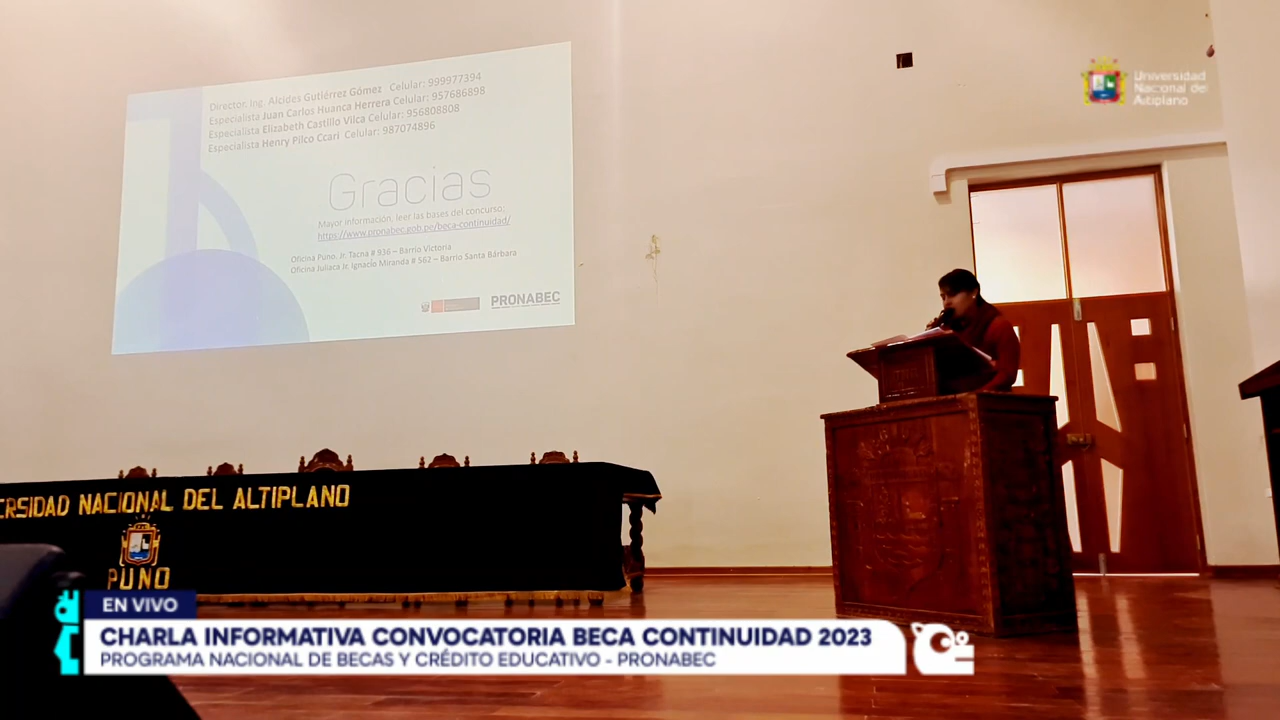 Director. Ing. Alcides Gutiérrez Gómez Celular: 999977394
Especialista Juan Carlos Huanca Herrera Celular: 957686898
Especialista Elizabeth Castillo Vilca Celular: 956808808
Especialista Henry Pilco Ccari Celular: 987074896
Gracias
Mayor información, leer las bases del concurso:
https://www.pronabec.gob.pe/beca-continuidad/
Oficina Puno. Jr. Tacna # 936 – Barrio Victoria
Oficina Juliaca Jr. Ignacio Miranda # 562 – Barrio Santa Bárbara
PRONABEC
Universidad
Nacional del
Altiplano
ERSIDAD NACIONAL DEL ALTIPLANO
PUNO
EN VIVO
CHARLA INFORMATIVA CONVOCATORIA BECA CONTINUIDAD 2023
PROGRAMA NACIONAL DE BECAS Y CRÉDITO EDUCATIVO - PRONABEC